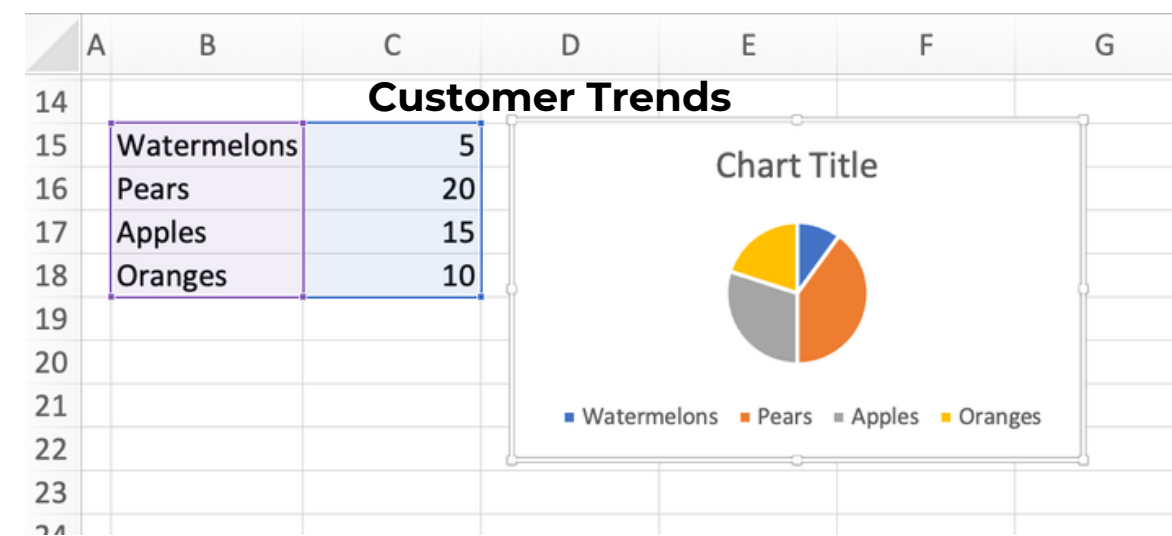 A B C D E F G
14 Customer Trends
15 Watermelons 5
Chart Title
16 Pears 20
17 Apples 15
18 Oranges 10
19
20
21
Watermelons Pears Apples Oranges
22
23
24